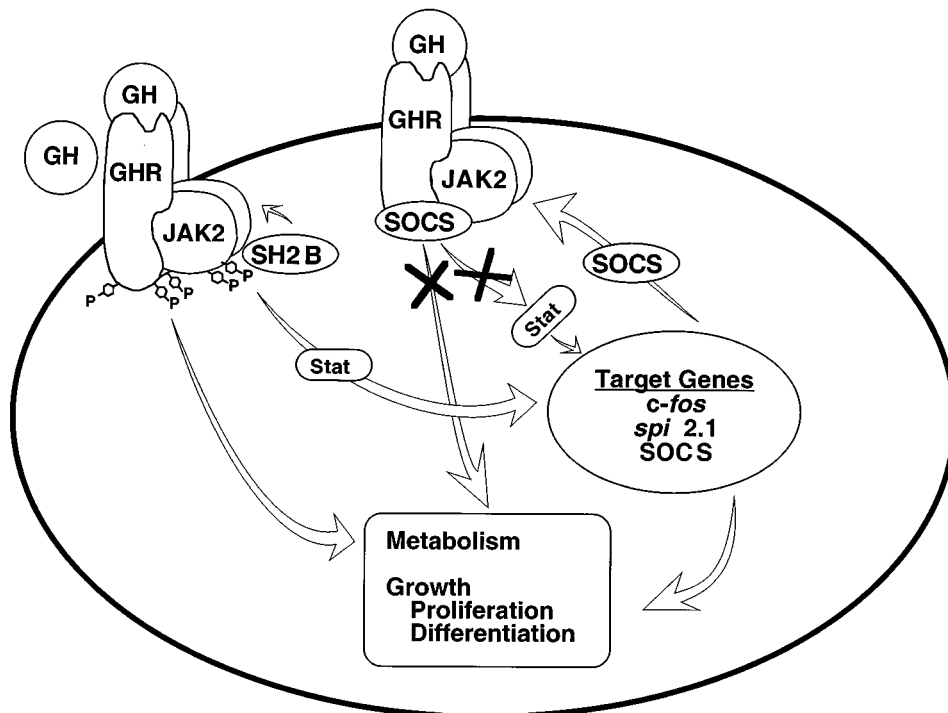 GH
GHR
JAK2
SH2B
GH
P
P
P
P
Stat
GH
GHR
JAK2
SOCS
SOCS
Stat
Target Genes
c-fos
spi 2.1
SOCS
Metabolism
Growth
Proliferation
Differentiation